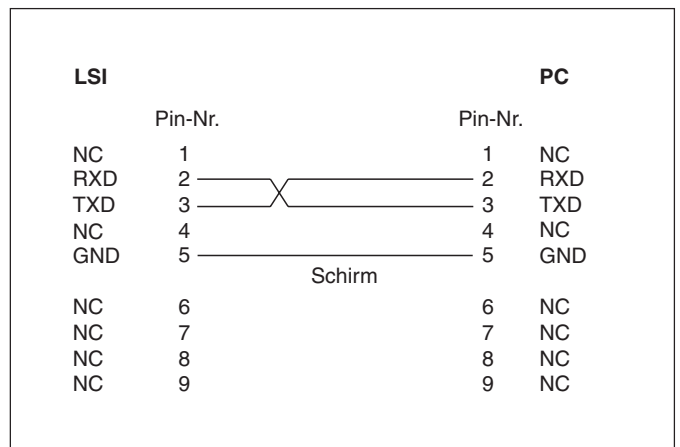 LSI PC
Pin-Nr. Pin-Nr.
NC 1 1 NC
RXD 2 2 RXD
TXD 3 3 TXD
NC 4 4 NC
GND 5 5 GND
Schirm
NC 6 6 NC
NC 7 7 NC
NC 8 8 NC
NC 9 9 NC